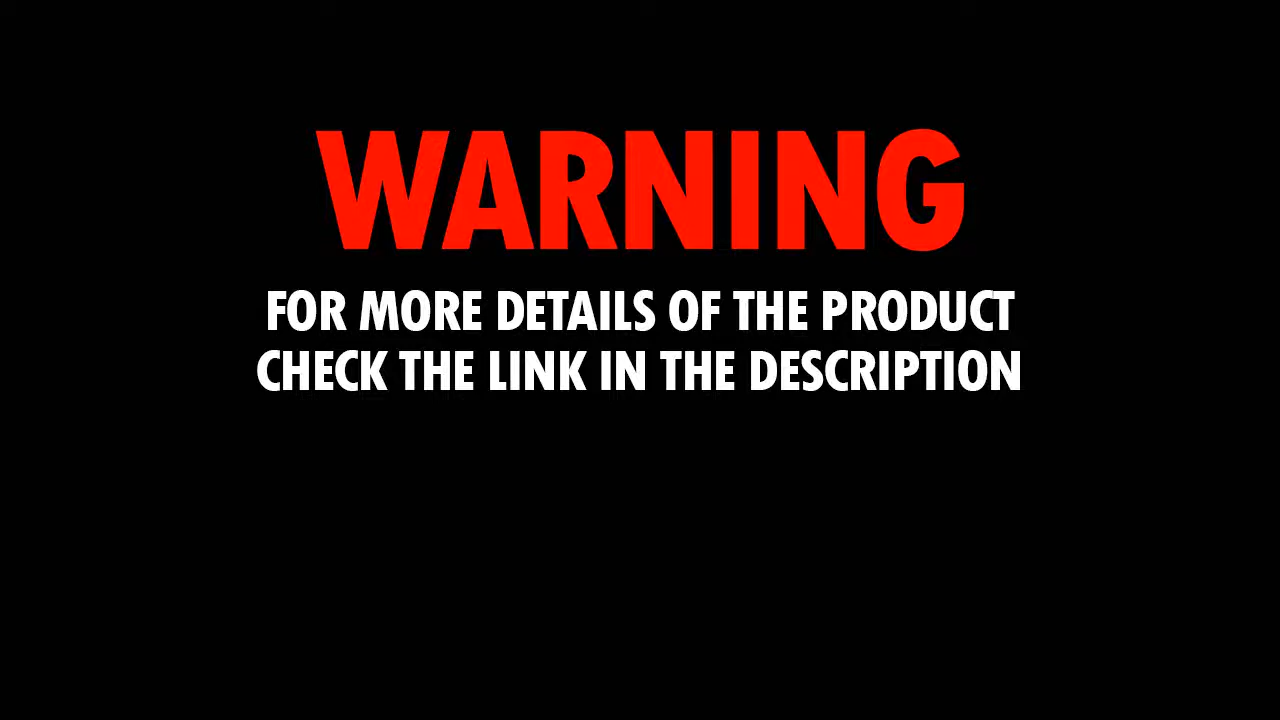 WARNING
FOR MORE DETAILS OF THE PRODUCT
CHECK THE LINK IN THE DESCRIPTION